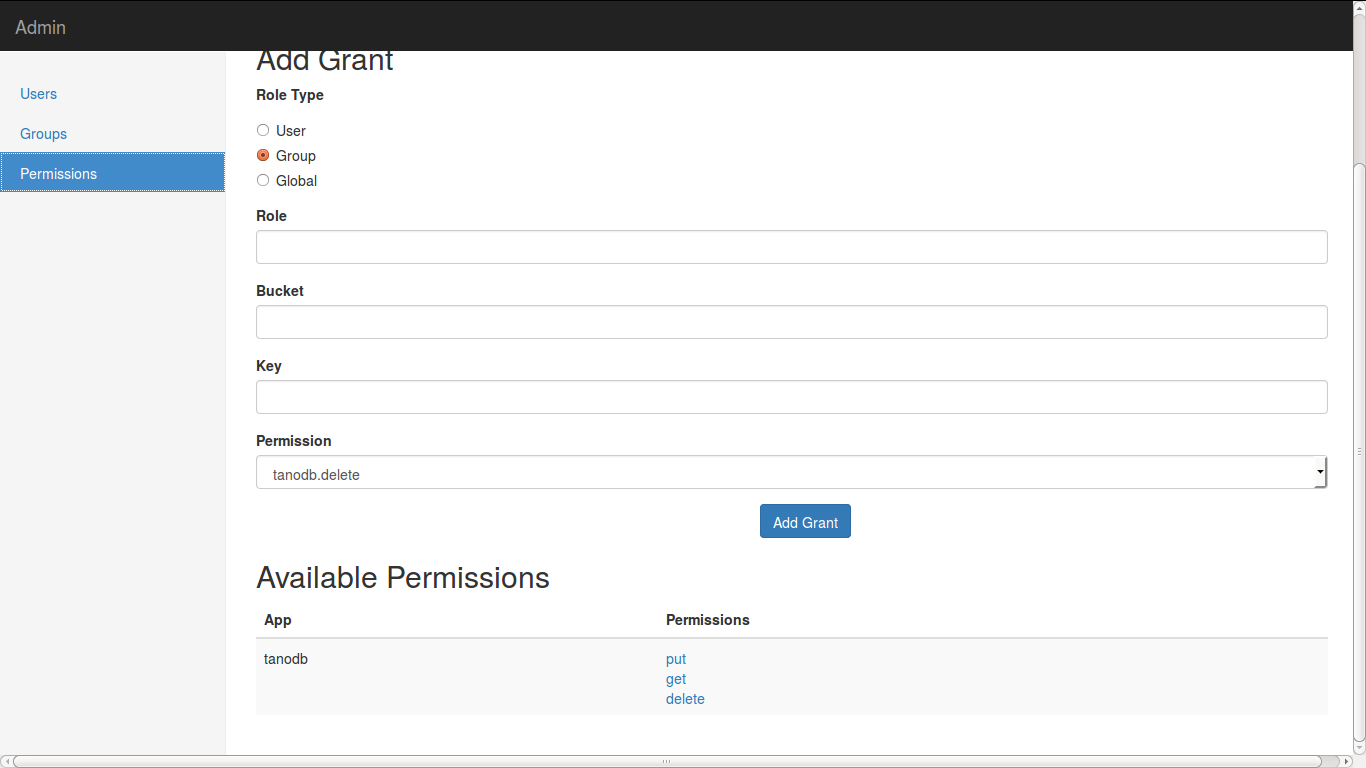 Admin
Users
Groups
Permissions
Add Grant
Role Type
User
Group
Global
Role
Bucket
Key
Permission
tanodb.delete
Add Grant
Available Permissions
App Permissions
tanodb put
get
delete